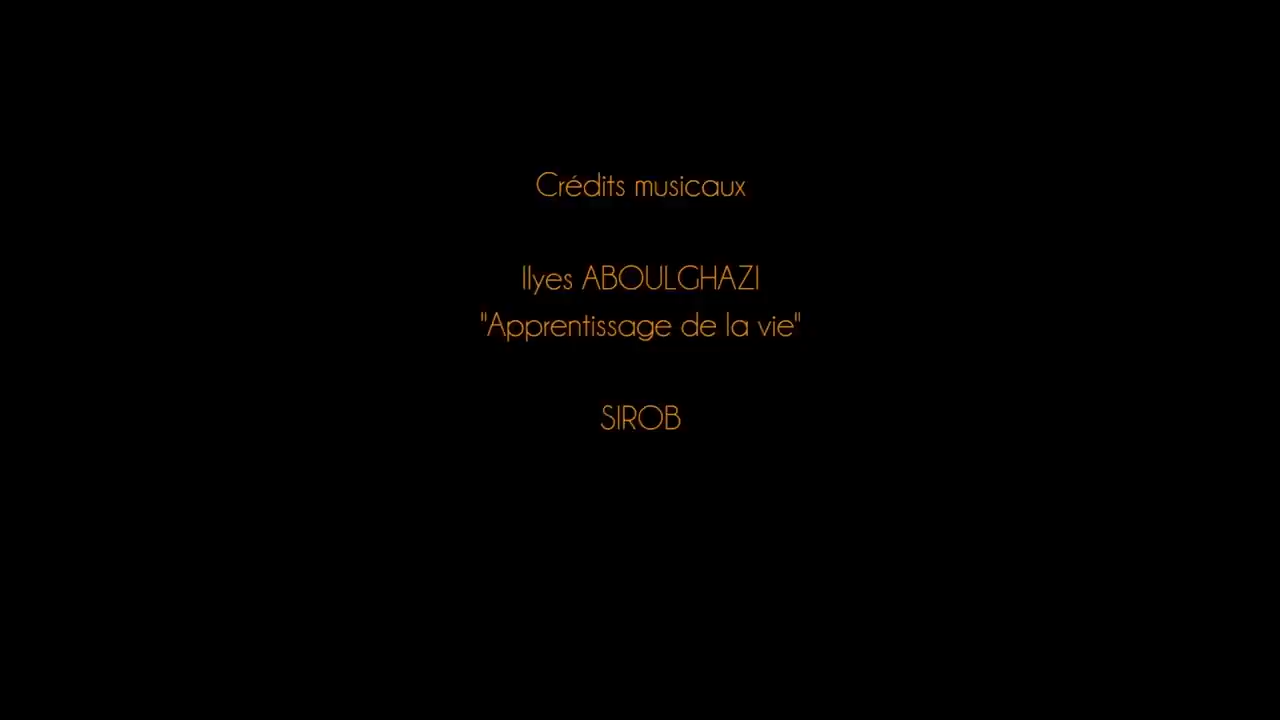 Crédits musicaux
Ilyes ABOULGHAZI
"Apprentissage de la vie"
SIROB